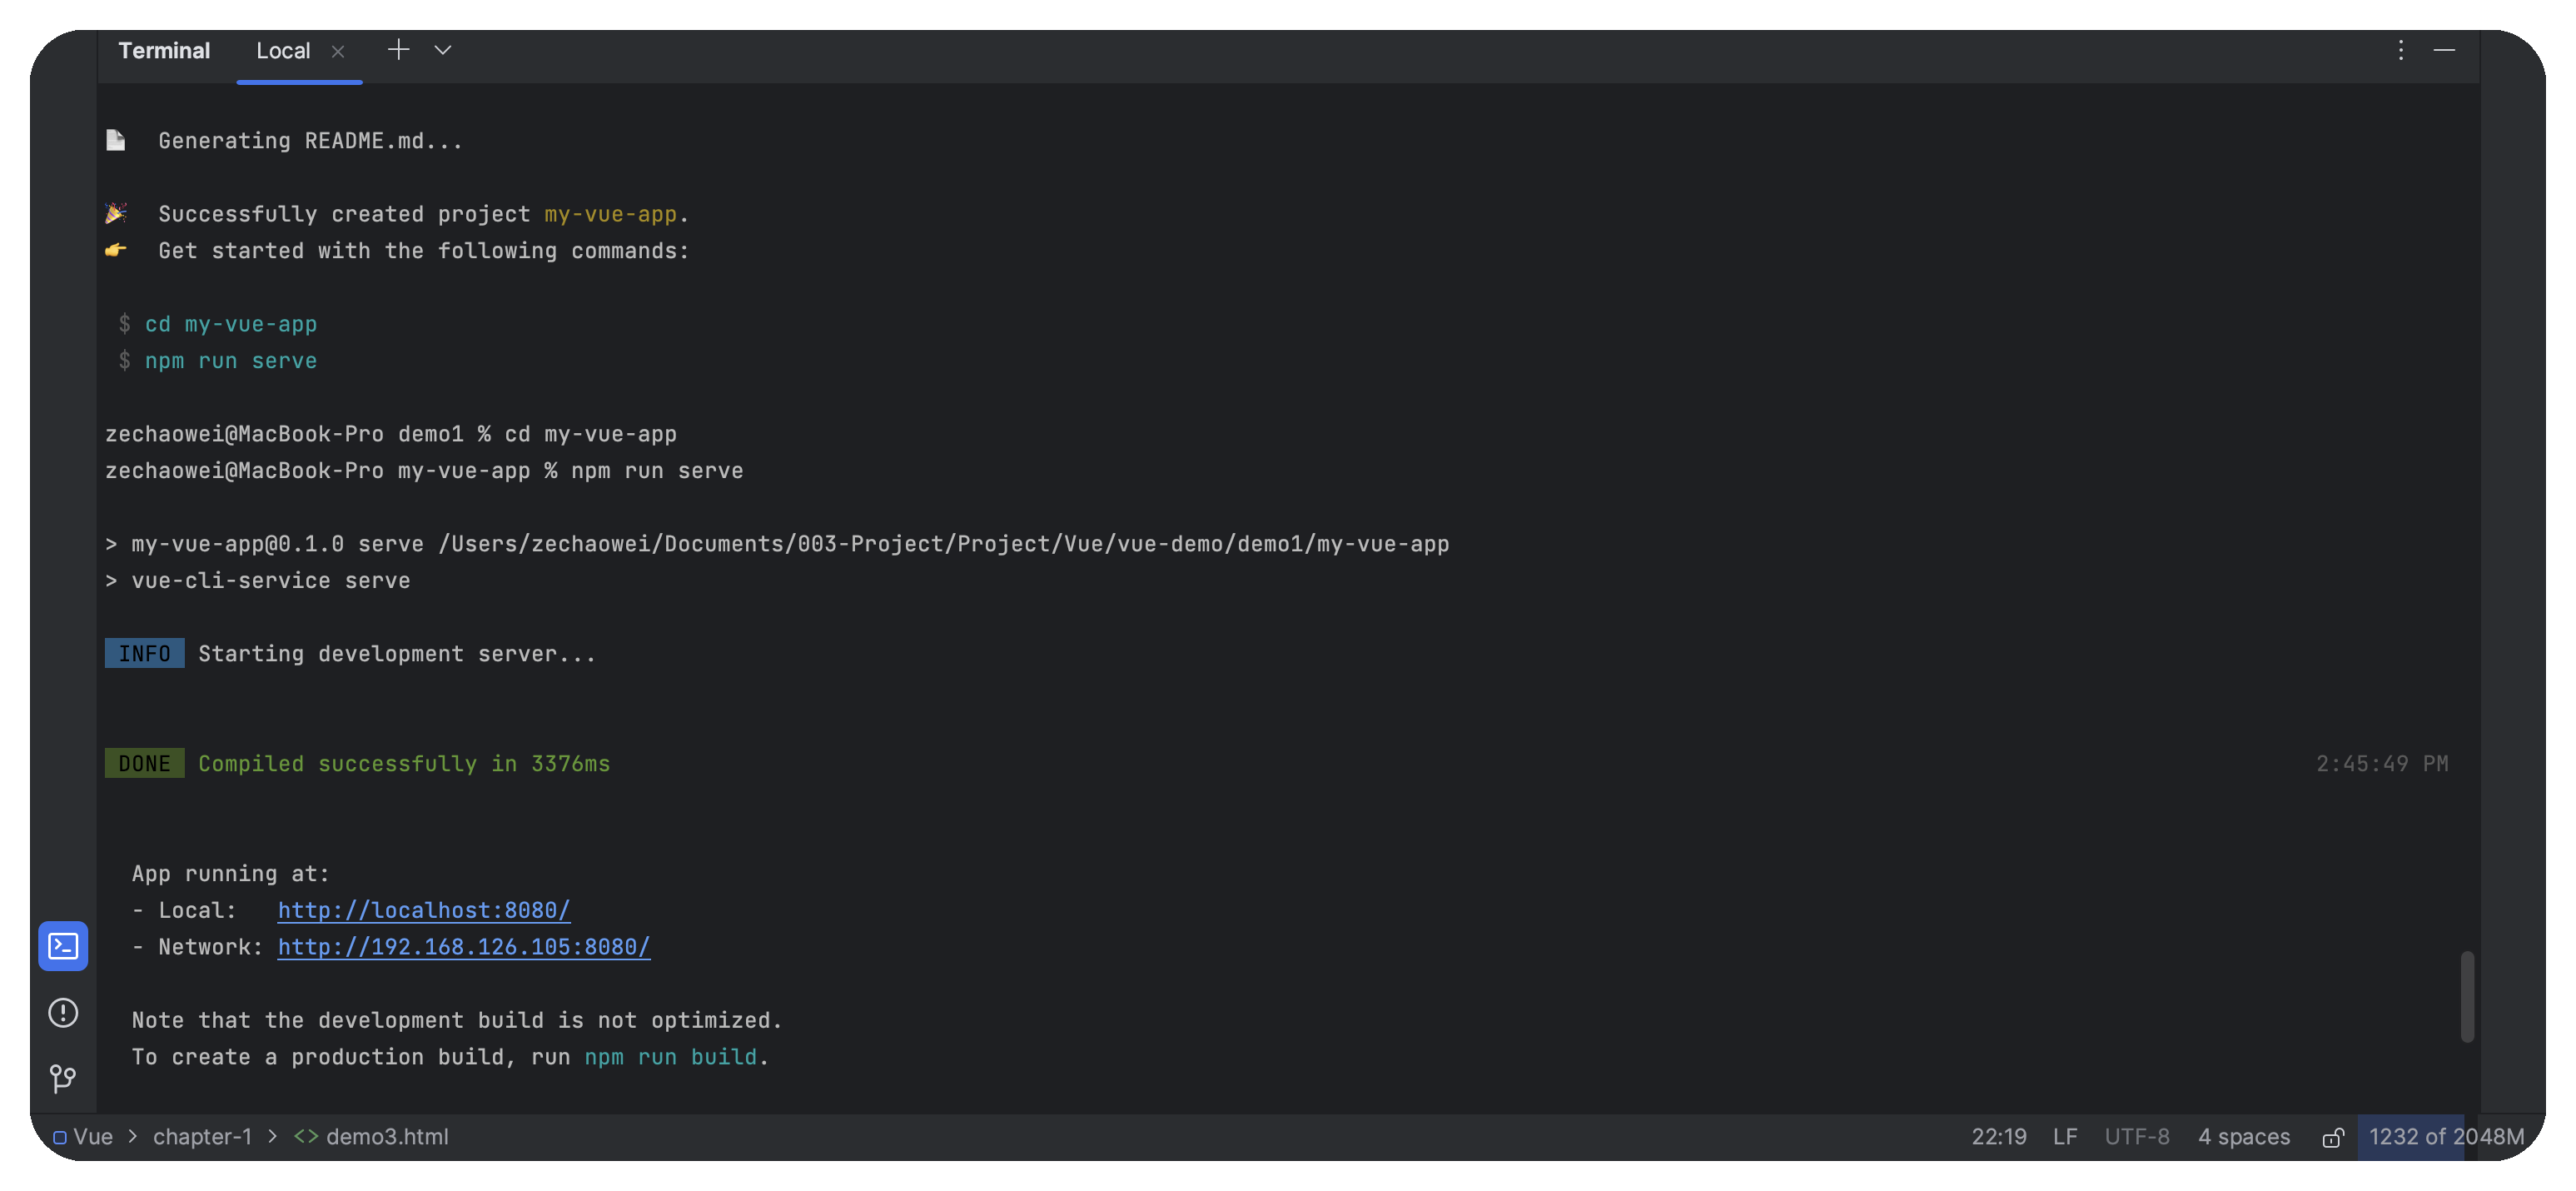 Terminal Local
Generating README.md...
Successfully created project my-vue-app.
Get started with the following commands:
$ cd my-vue-app
$ npm run serve
zechaowei@MacBook-Pro demo1 % cd my-vue-app
zechaowei@MacBook-Pro my-vue-app % npm run serve
> my-vue-app@0.1.0 serve /Users/zechaowei/Documents/003-Project/Project/Vue/vue-demo/demo1/my-vue-app
> vue-cli-service serve
INFO Starting development server...
DONE Compiled successfully in 3376ms 2:45:49 PM
App running at:
- Local: http://localhost:8080/
- Network: http://192.168.126.105:8080/
Note that the development build is not optimized.
To create a production build, run npm run build.
Vue > chapter-1 > <> demo3.html 22:19 LF UTF-8 4 spaces 1232 of 2048M